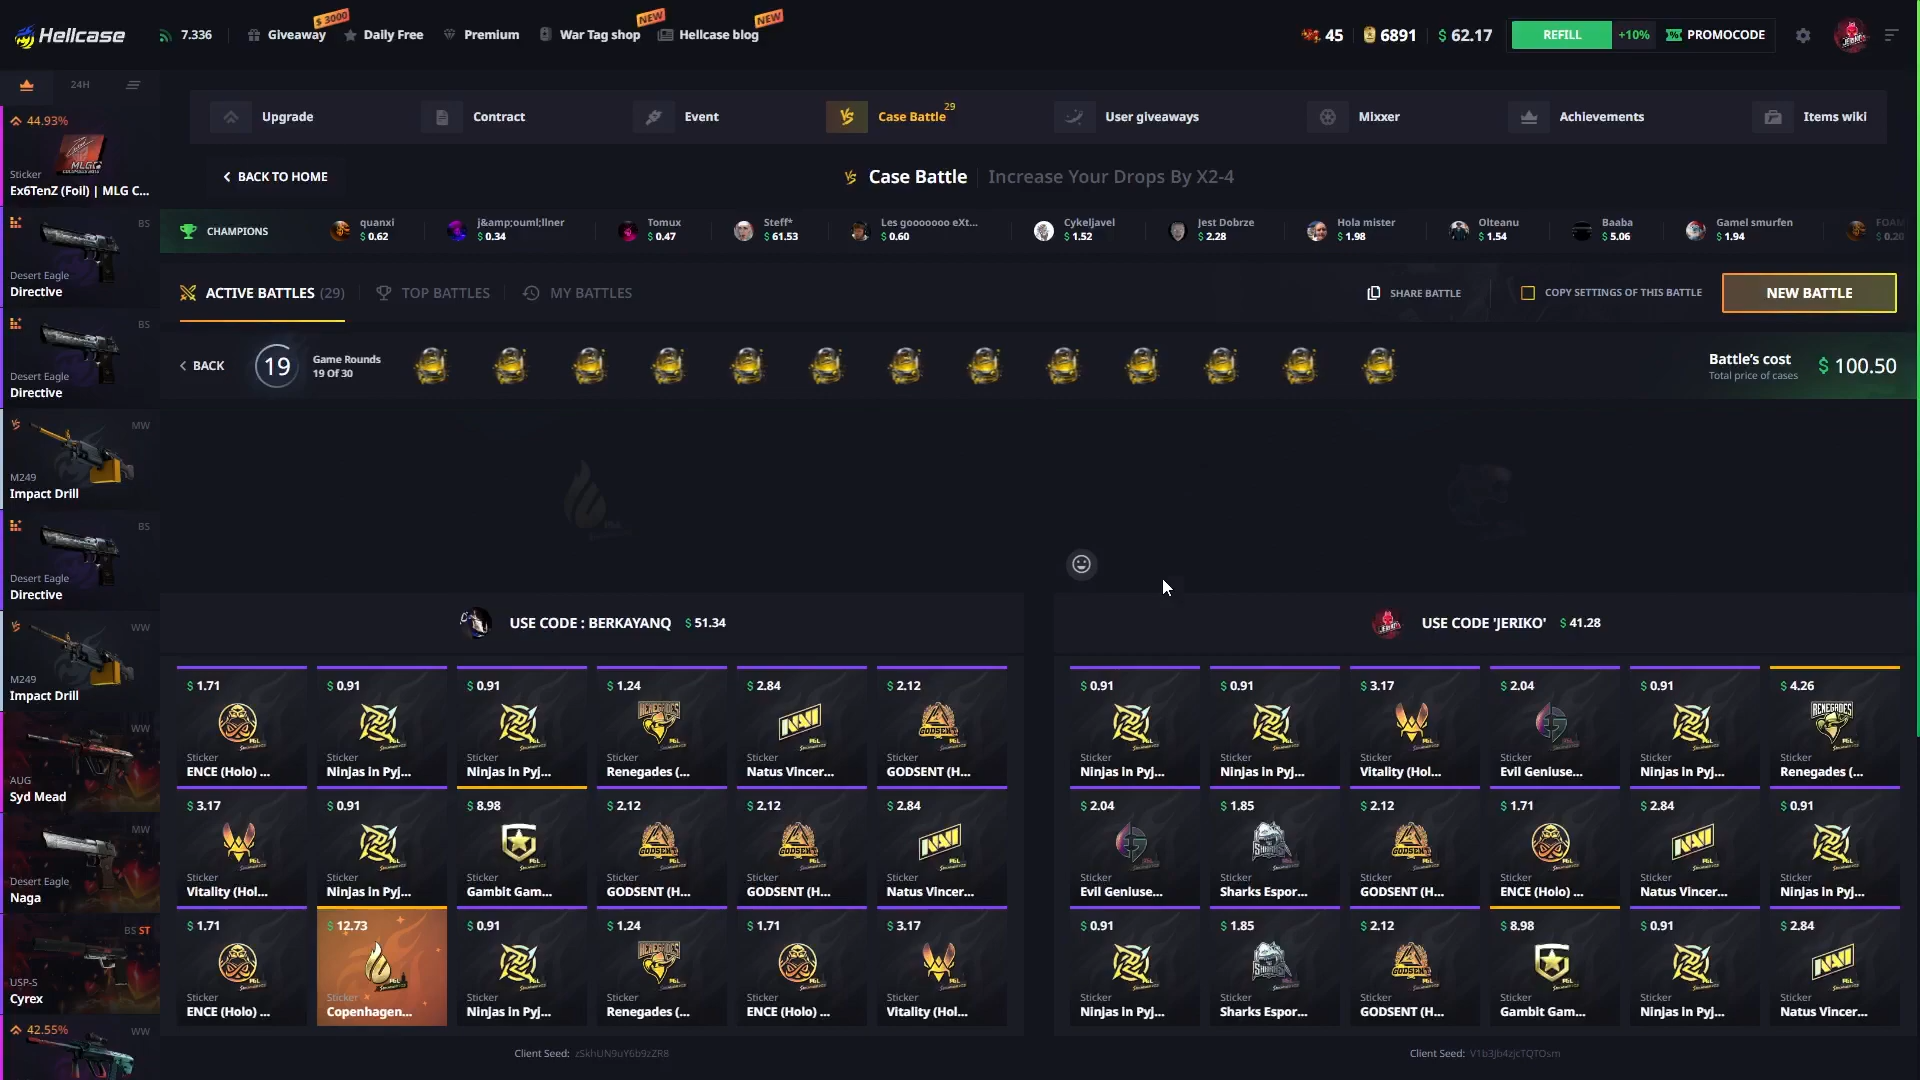 Hellcase
7.336
Giveaway
$ 3000
Daily Free
Premium
War Tag shop
NEW
Hellcase blog
NEW
45
6891
$ 62.17
REFILL
+10%
PROMOCODE
24H
Upgrade
Contract
Event
Case Battle
29
User giveaways
Mixxer
Achievements
Items wiki
BACK TO HOME
Case Battle
Increase Your Drops By X2-4
CHAMPIONS
quanxi
$ 0.62
j&amp;ouml;llner
$ 0.34
Tomux
$ 0.47
Steff*
$ 61.53
Les gooooooo eXt...
$ 0.60
Cykeljavel
$ 1.52
Jest Dobrze
$ 2.28
Hola mister
$ 1.98
Olteanu
$ 1.54
Baaba
$ 5.06
Gamel smurfen
$ 1.94
FOAM
$ 0.20
ACTIVE BATTLES (29)
TOP BATTLES
MY BATTLES
SHARE BATTLE
COPY SETTINGS OF THIS BATTLE
NEW BATTLE
BACK
19
Game Rounds
19 Of 30
Battle's cost
Total price of cases
$ 100.50
44.93%
Sticker
Ex6TenZ (Foil) | MLG C...
BS
Desert Eagle
Directive
BS
Desert Eagle
Directive
MW
M249
Impact Drill
BS
Desert Eagle
Directive
WW
M249
Impact Drill
WW
AUG
Syd Mead
MW
Desert Eagle
Naga
BS ST
USP-S
Cyrex
42.55%
WW
USE CODE : BERKAYANQ
$ 51.34
$ 1.71
Sticker
ENCE (Holo) ...
$ 0.91
Sticker
Ninjas in Pyj...
$ 0.91
Sticker
Ninjas in Pyj...
$ 1.24
Sticker
Renegades (...
$ 2.84
Sticker
Natus Vincer...
$ 2.12
Sticker
GODSENT (H...
$ 3.17
Sticker
Vitality (Hol...
$ 0.91
Sticker
Ninjas in Pyj...
$ 8.98
Sticker
Gambit Gam...
$ 2.12
Sticker
GODSENT (H...
$ 2.12
Sticker
GODSENT (H...
$ 2.84
Sticker
Natus Vincer...
$ 1.71
Sticker
ENCE (Holo) ...
$ 12.73
Sticker
Copenhagen...
$ 0.91
Sticker
Ninjas in Pyj...
$ 1.24
Sticker
Renegades (...
$ 1.71
Sticker
ENCE (Holo) ...
$ 3.17
Sticker
Vitality (Hol...
Client Seed: zSkhUN9uY6b9zZR8
USE CODE 'JERIKO'
$ 41.28
$ 0.91
Sticker
Ninjas in Pyj...
$ 0.91
Sticker
Ninjas in Pyj...
$ 3.17
Sticker
Vitality (Hol...
$ 2.04
Sticker
Evil Geniuse...
$ 0.91
Sticker
Ninjas in Pyj...
$ 4.26
Sticker
Renegades (...
$ 2.04
Sticker
Evil Geniuse...
$ 1.85
Sticker
Sharks Espor...
$ 2.12
Sticker
GODSENT (H...
$ 1.71
Sticker
ENCE (Holo) ...
$ 2.84
Sticker
Natus Vincer...
$ 0.91
Sticker
Ninjas in Pyj...
$ 0.91
Sticker
Ninjas in Pyj...
$ 1.85
Sticker
Sharks Espor...
$ 2.12
Sticker
GODSENT (H...
$ 8.98
Sticker
Gambit Gam...
$ 0.91
Sticker
Ninjas in Pyj...
$ 2.84
Sticker
Natus Vincer...
Client Seed: V1b3Jb4zjcTQTOsm